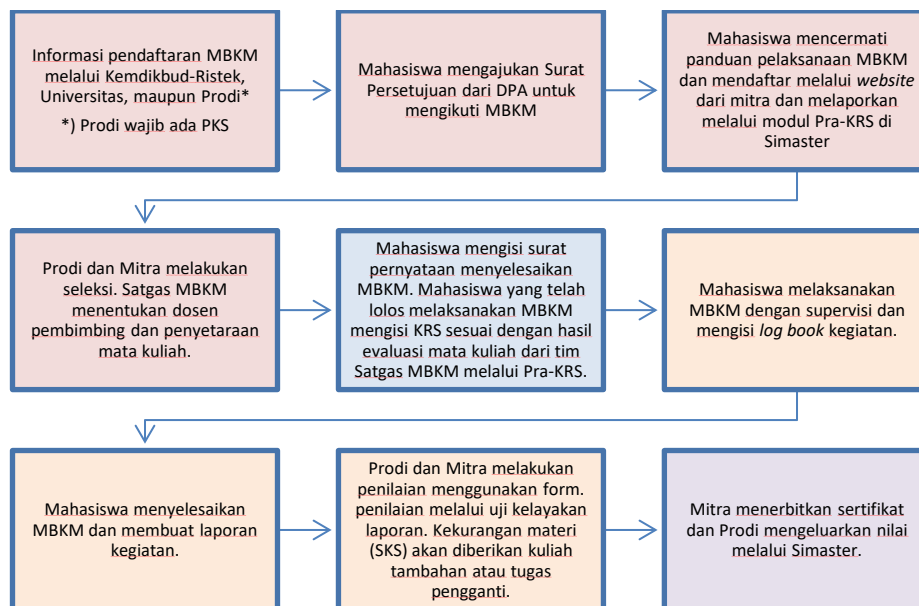 Informasi pendaftaran MBKM
melalui Kemdikbud-Ristek,
Universitas, maupun Prodi*
*) Prodi wajib ada PKS
Mahasiswa mengajukan Surat
Persetujuan dari DPA untuk
mengikuti MBKM
Mahasiswa mencermati
panduan pelaksanaan MBKM
dan mendaftar melalui website
dari mitra dan melaporkan
melalui modul Pra-KRS di
Simaster
Prodi dan Mitra melakukan
seleksi. Satgas MBKM
menentukan dosen
pembimbing dan penyetaraan
mata kuliah.
Mahasiswa mengisi surat
pernyataan menyelesaikan
MBKM. Mahasiswa yang telah
lolos melaksanakan MBKM
mengisi KRS sesuai dengan hasil
evaluasi mata kuliah dari tim
Satgas MBKM melalui Pra-KRS.
Mahasiswa melaksanakan
MBKM dengan supervisi dan
mengisi log book kegiatan.
Mahasiswa menyelesaikan
MBKM dan membuat laporan
kegiatan.
Prodi dan Mitra melakukan
penilaian menggunakan form.
penilaian melalui uji kelayakan
laporan. Kekurangan materi
(SKS) akan diberikan kuliah
tambahan atau tugas
pengganti.
Mitra menerbitkan sertifikat
dan Prodi mengeluarkan nilai
melalui Simaster.